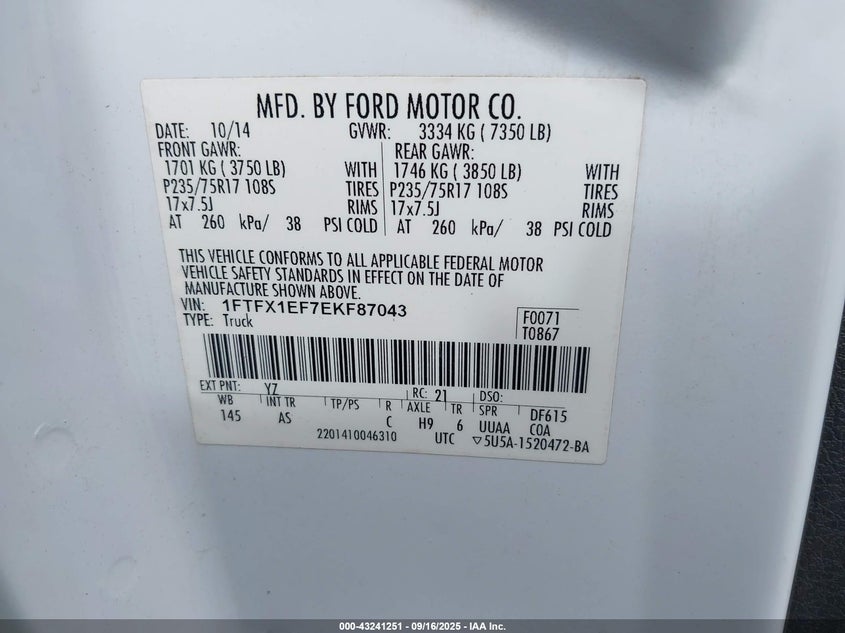 MFD. BY FORD MOTOR CO.
DATE: 10/14 GVWR: 3334 KG ( 7350 LB)
FRONT GAWR: REAR GAWR:
1701 KG ( 3750 LB) WITH 1746 KG ( 3850 LB) WITH
P235/75R17 108S TIRES P235/75R17 108S TIRES
17x7.5J RIMS 17x7.5J RIMS
AT 260 kPa/ 38 PSI COLD AT 260 kPa/ 38 PSI COLD
THIS VEHICLE CONFORMS TO ALL APPLICABLE FEDERAL MOTOR
VEHICLE SAFETY STANDARDS IN EFFECT ON THE DATE OF
MANUFACTURE SHOWN ABOVE.
VIN: 1FTFX1EF7EKF87043 F0071
TYPE: Truck T0867
EXT PNT: YZ RC: 21 DSO:
WB INT TR TP/PS R AXLE TR SPR DF615
145 AS C H9 6 UUAA COA
2201410046310 UTC ▽5U5A-1520472-BA
000-43241251 - 09/16/2025 - IAA Inc.